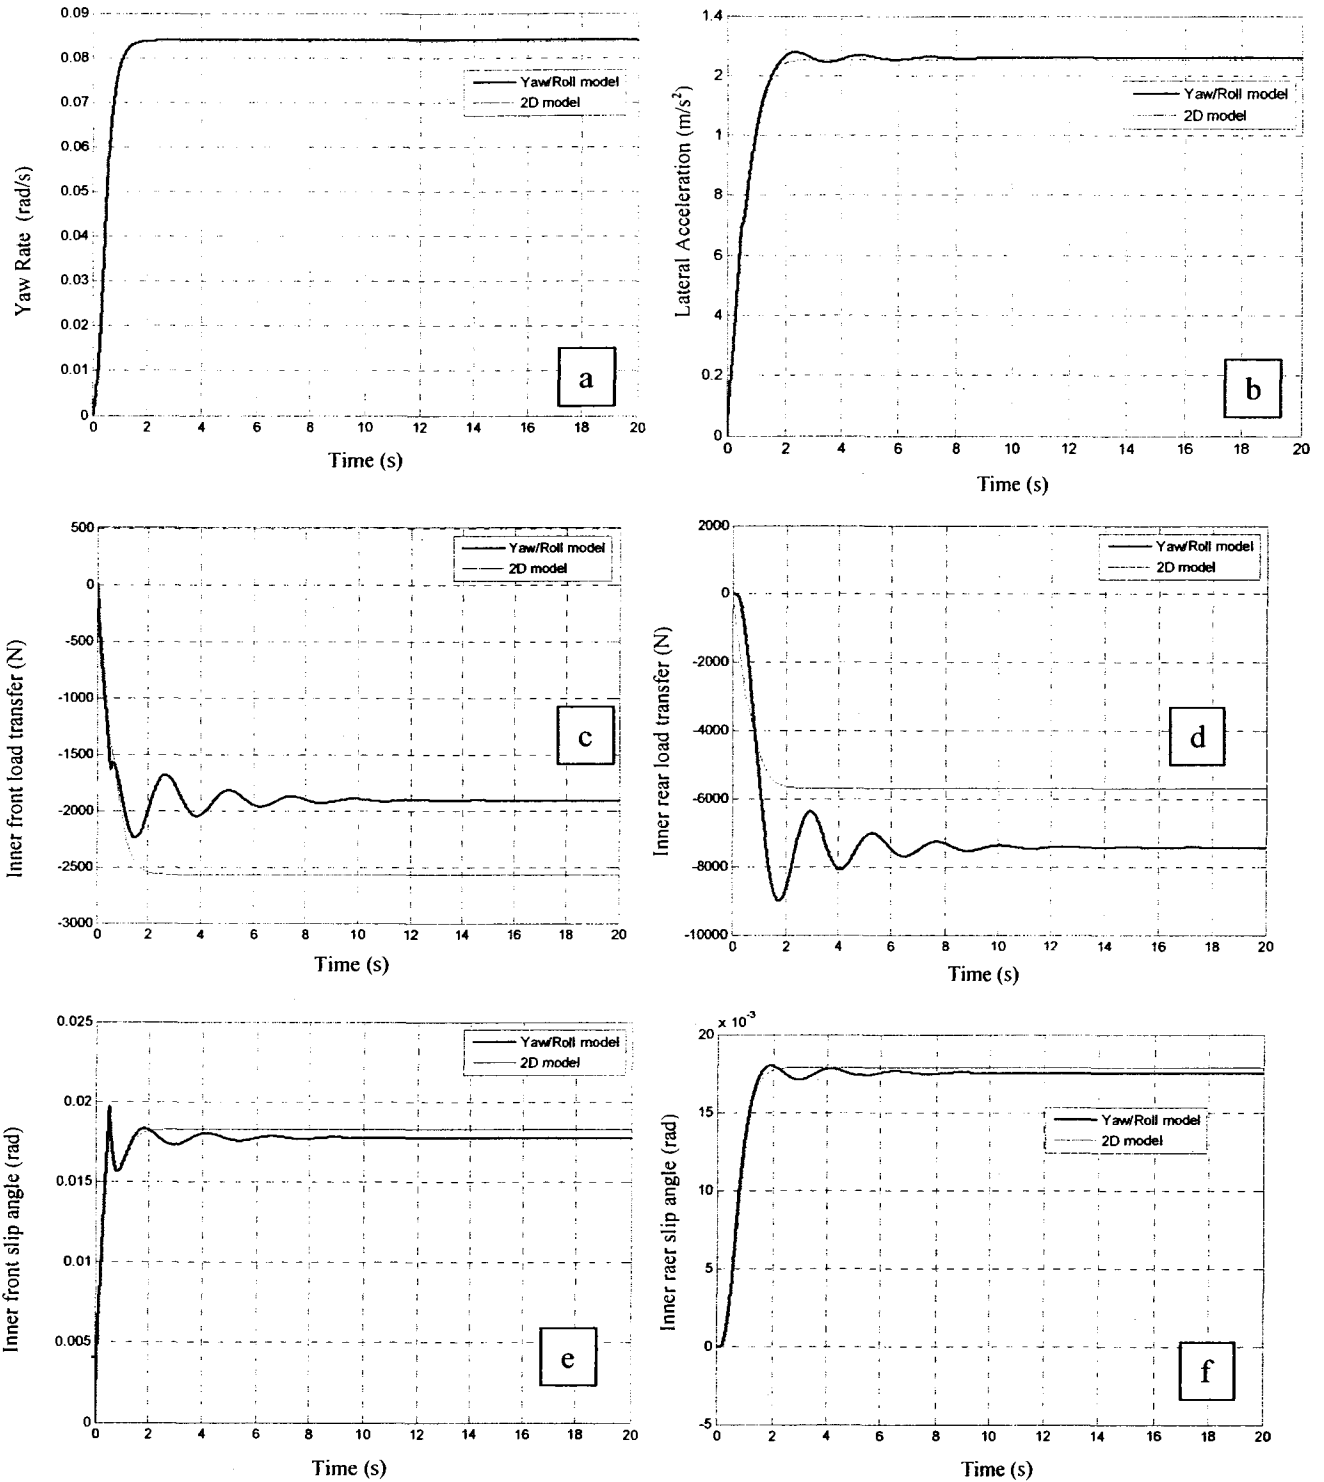 0.09
0.08
0.07
0.06
0.05
0.04
0.03
0.02
0.01
0
0 2 4 6 8 10 12 14 16 18 20
Yaw Rate (rad/s)
Time (s)
Yaw/Roll model
2D model
a
1.4
2
1
8
6
4
0.2
0
0 2 4 6 8 10 12 14 16 18 20
Lateral Acceleration (m/s²)
Time (s)
Yaw/Roll model
2D model
b
500
0
-500
-1000
-1500
-2000
-2500
-3000
0 2 4 6 8 10 12 14 16 18 20
Inner front load transfer (N)
Time (s)
Yaw/Roll model
2D model
c
2000
0
-2000
-4000
-6000
-8000
-10000
0 2 4 6 8 10 12 14 16 18 20
Inner rear load transfer (N)
Time (s)
Yaw/Roll model
2D model
d
0.025
0.02
0.015
0.01
0.005
0
0 2 4 6 8 10 12 14 16 18 20
Inner front slip angle (rad)
Time (s)
Yaw/Roll model
2D model
e
x 10⁻³
20
15
10
5
0
-5
0 2 4 6 8 10 12 14 16 18 20
Inner raer slip angle (rad)
Time (s)
Yaw/Roll model
2D model
f